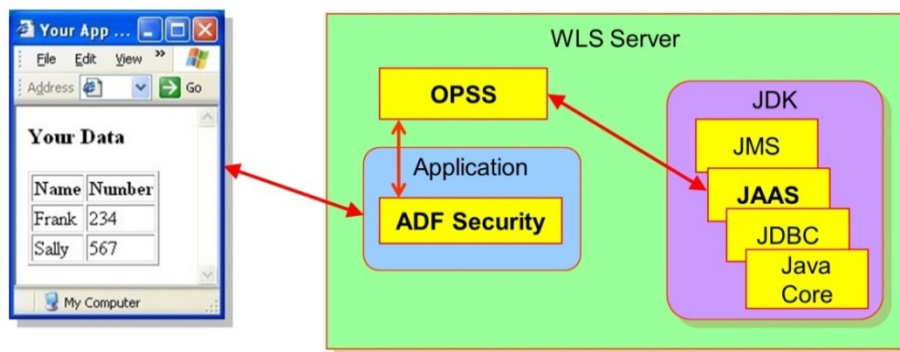 Your App ...
File Edit View »
Address Go
Your Data
Name Number
Frank 234
Sally 567
My Computer
WLS Server
OPSS
Application
ADF Security
JDK
JMS
JAAS
JDBC
Java
Core